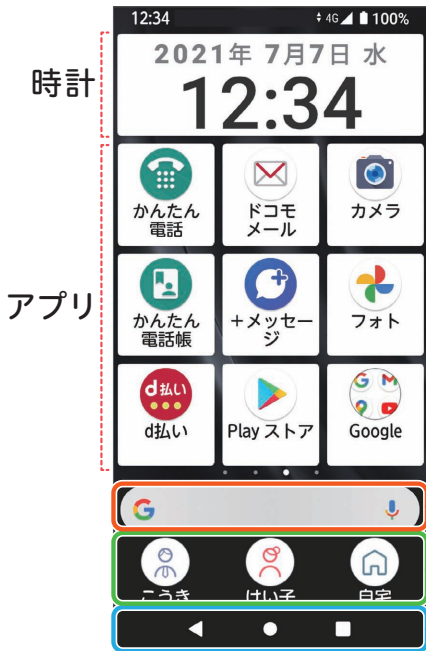 12:34 4G 100%
時計
2021年 7月7日 水
12:34
アプリ
かんたん
電話
ドコモ
メール
カメラ
かんたん
電話帳
+メッセー
ジ
フォト
d払い
d払い
Play ストア
Google
こうき けい子 自宅